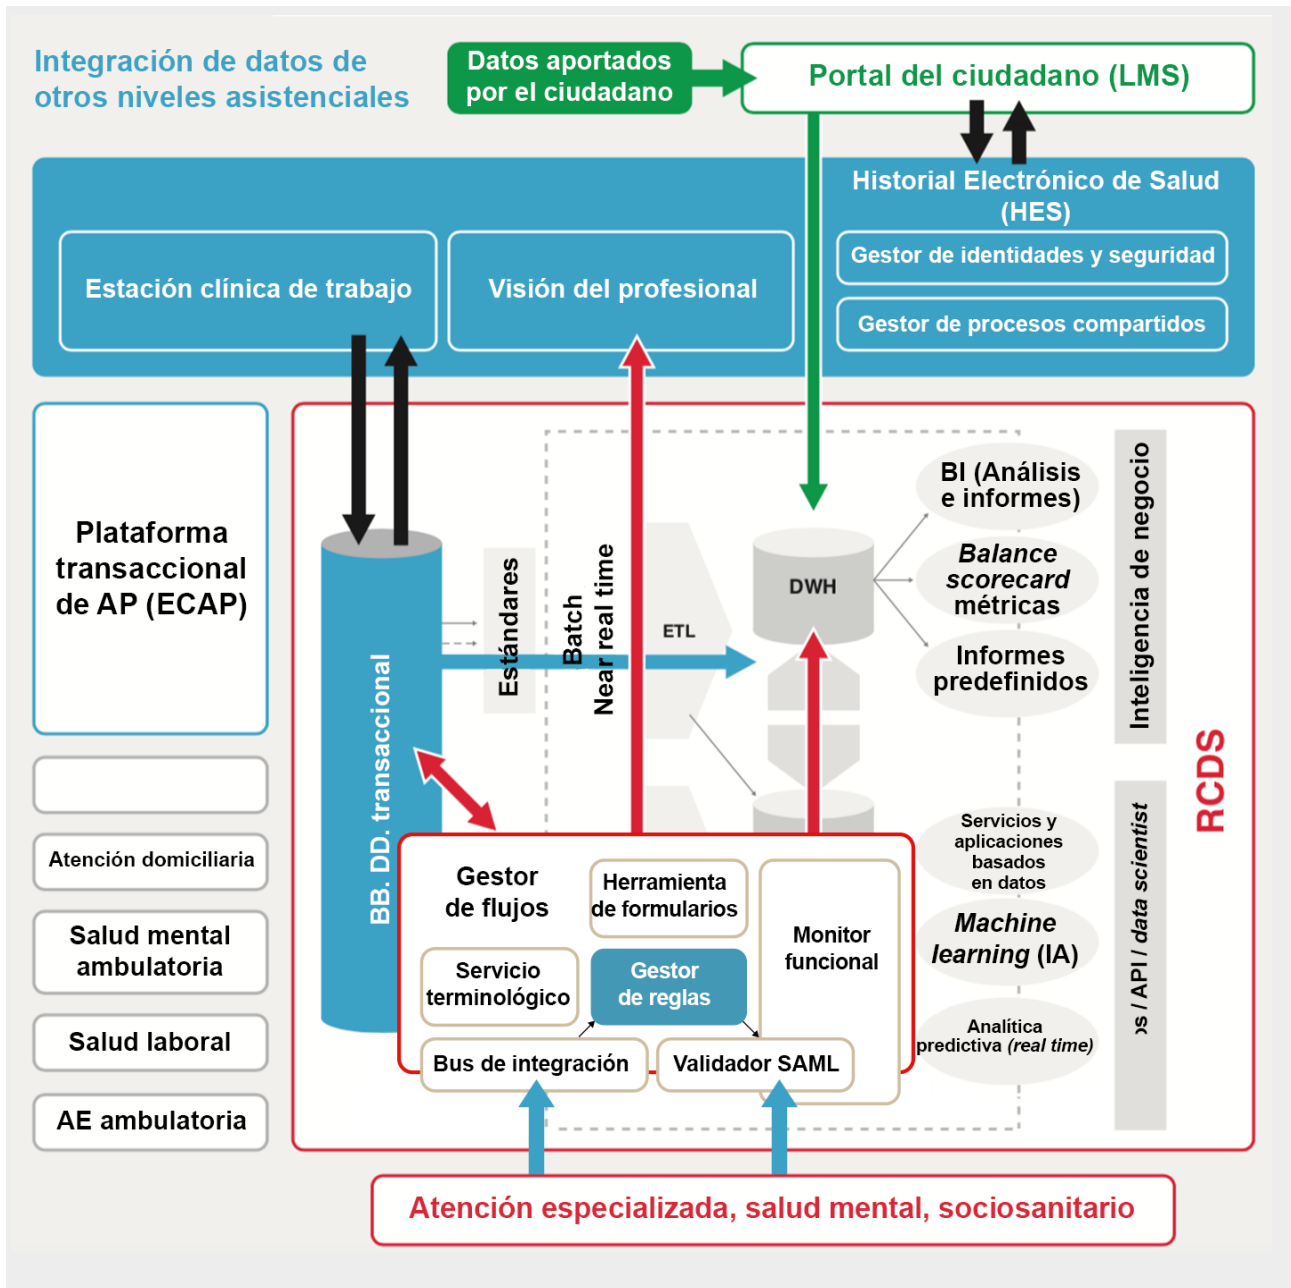 Integración de datos de
otros niveles asistenciales
Datos aportados
por el ciudadano
Portal del ciudadano (LMS)
Historial Electrónico de Salud
(HES)
Estación clínica de trabajo
Visión del profesional
Gestor de identidades y seguridad
Gestor de procesos compartidos
Plataforma
transaccional
de AP (ECAP)
Atención domiciliaria
Salud mental
ambulatoria
Salud laboral
AE ambulatoria
BB. DD. transaccional
Estándares
Batch
Near real time
ETL
DWH
BI (Análisis
e informes)
Balance
scorecard
métricas
Informes
predefinidos
Inteligencia de negocio
RCDS
Servicios y
aplicaciones
basados
en datos
Machine
learning (IA)
Analítica
predictiva (real time)
/ API / data scientist
Gestor
de flujos
Herramienta
de formularios
Monitor
funcional
Servicio
terminológico
Gestor
de reglas
Bus de integración
Validador SAML
Atención especializada, salud mental, sociosanitario